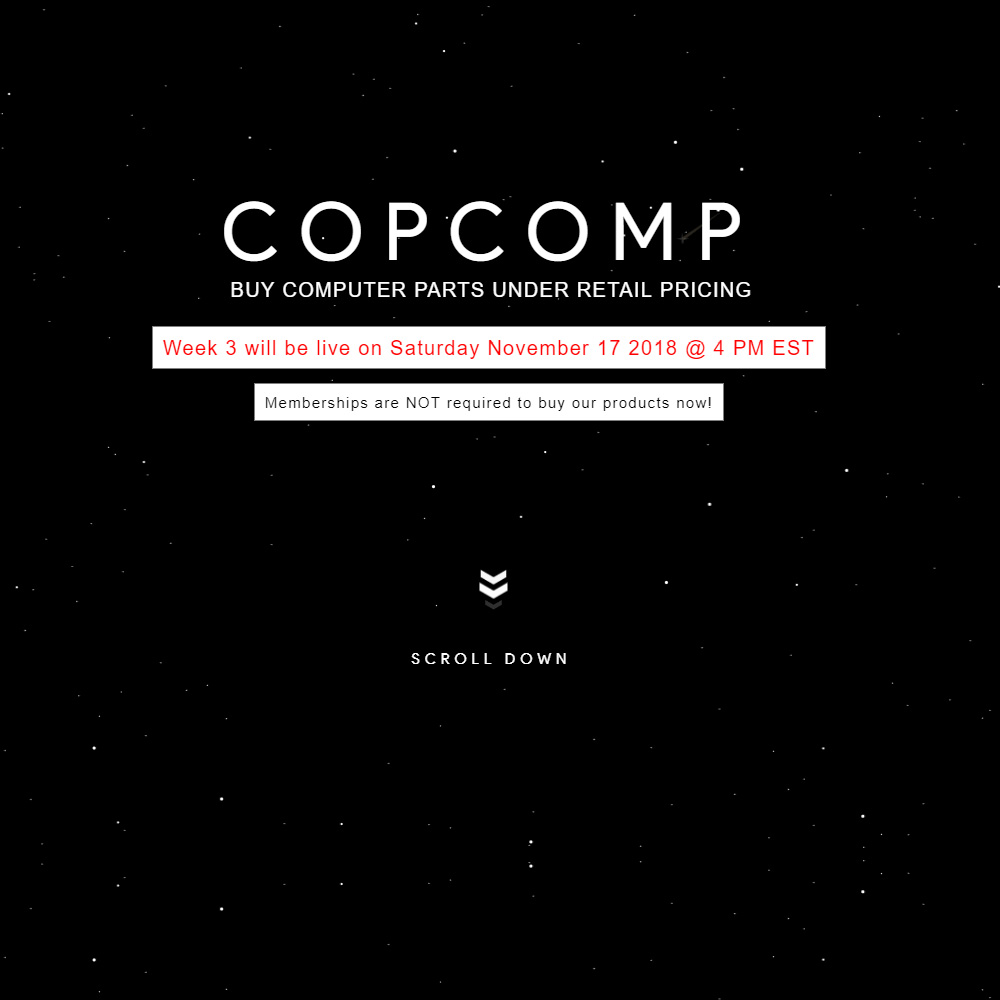 COPCOMP
BUY COMPUTER PARTS UNDER RETAIL PRICING
Week 3 will be live on Saturday November 17 2018 @ 4 PM EST
Memberships are NOT required to buy our products now!
SCROLL DOWN